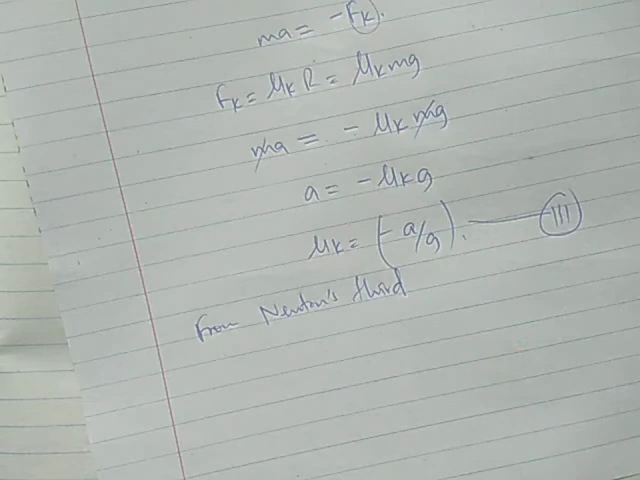 ma = -Fk.
Fk = μk R = μk mg
ma = - μk mg
a = - μk g
μk = (- a/g). — III
From Newton's third